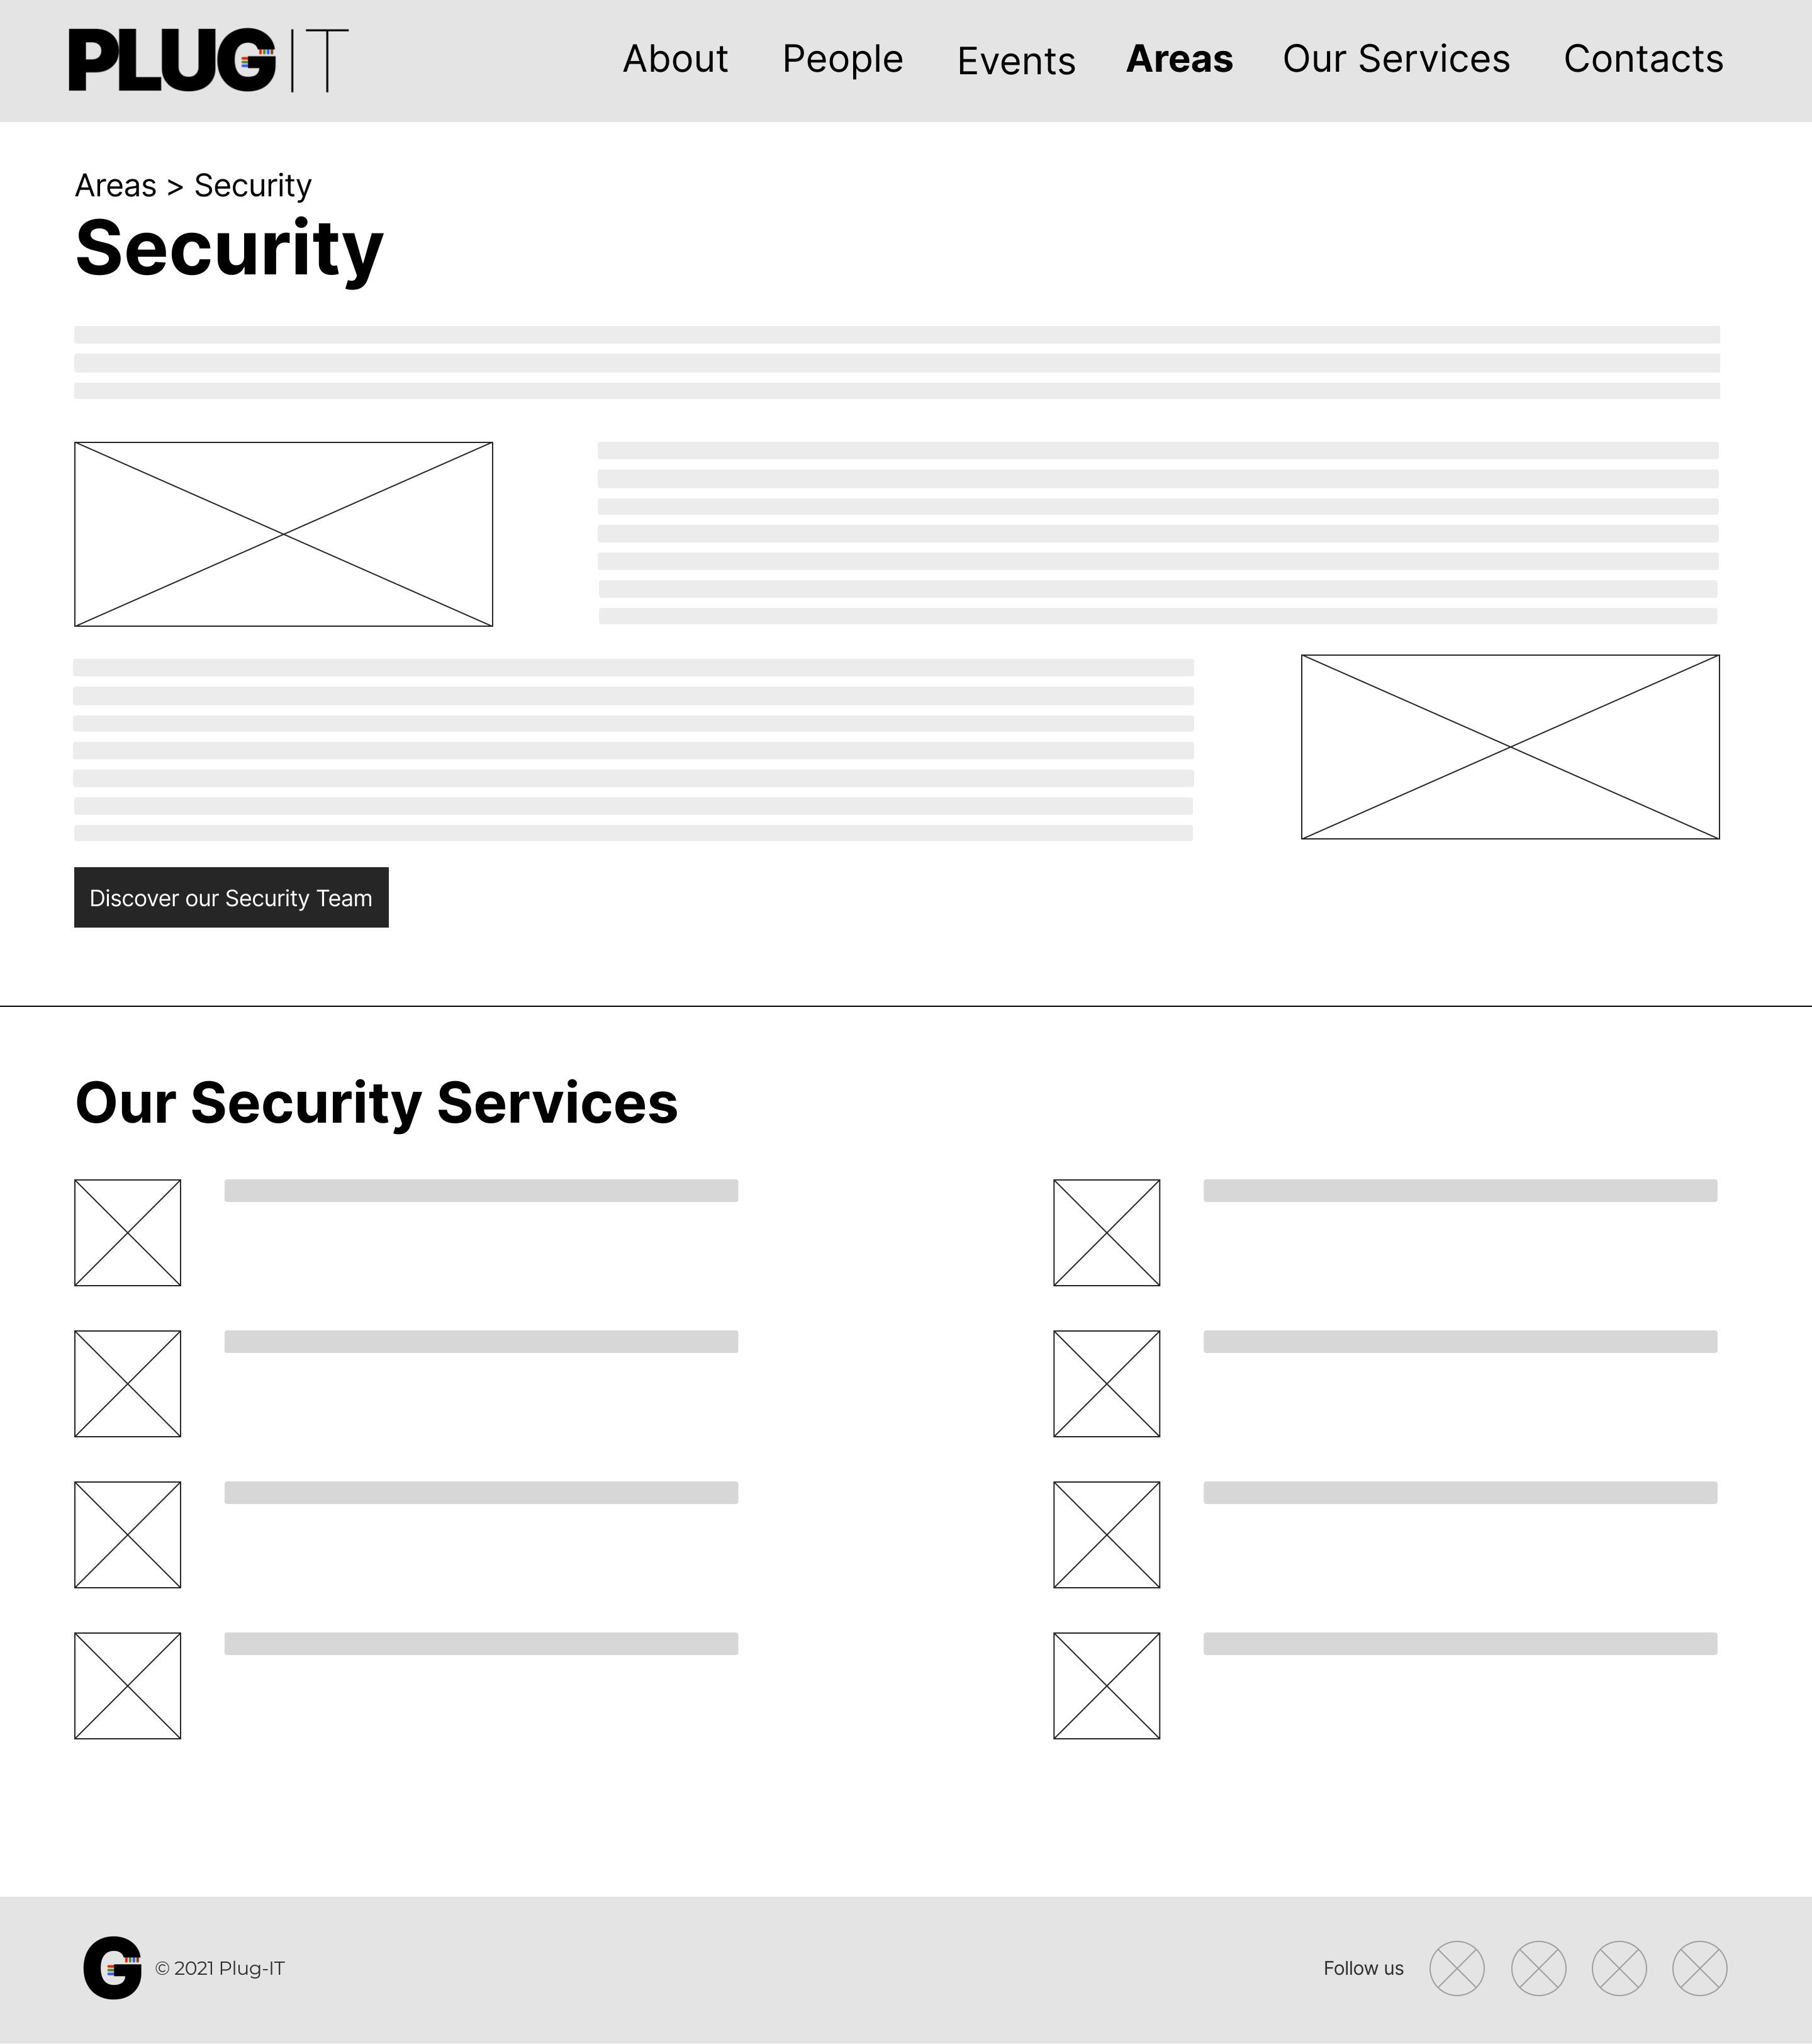 PLUG|IT
About People Events Areas Our Services Contacts
Areas > Security
Security
Discover our Security Team
Our Security Services
G © 2021 Plug-IT
Follow us